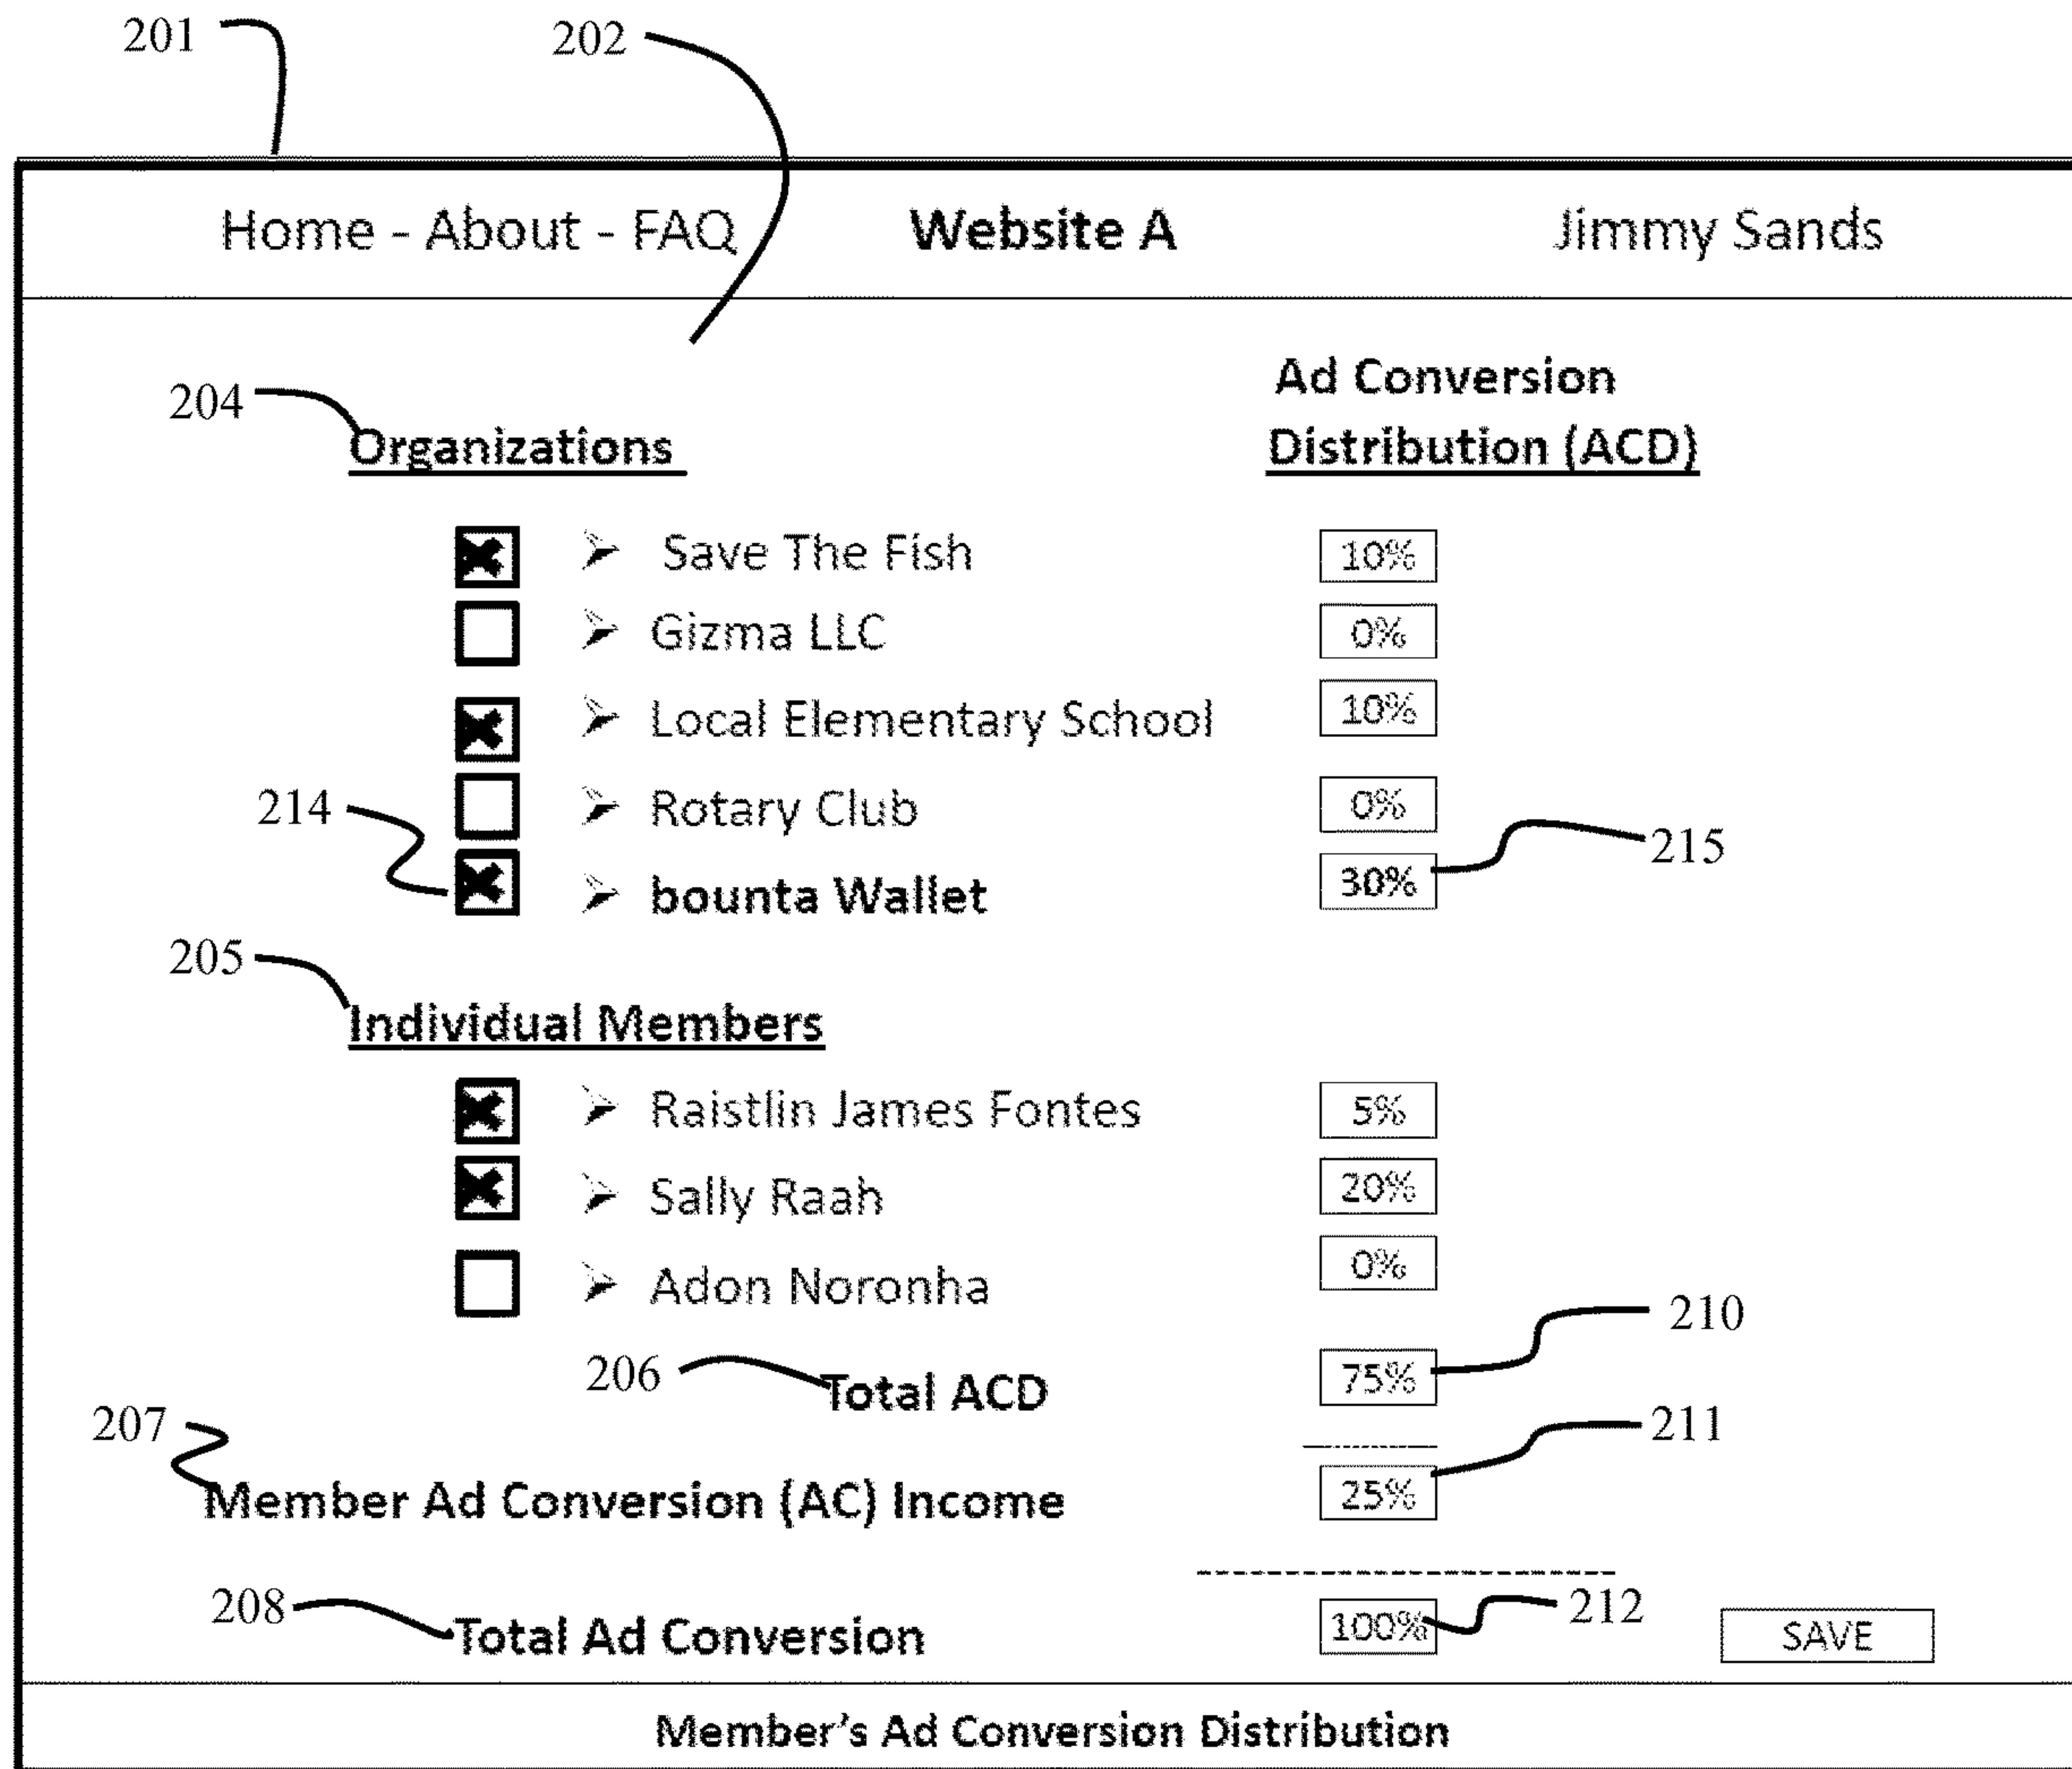 201
202
Home - About - FAQ Website A Jimmy Sands
Ad Conversion
204
Organizations Distribution (ACD)
Save The Fish 10%
Gizma LLC 0%
Local Elementary School 10%
214 Rotary Club 0%
215
bounta Wallet 30%
205
Individual Members
Raistlin James Fontes 5%
Sally Raah 20%
Adon Noronha 0%
210
206 Total ACD 75%
207 211
Member Ad Conversion (AC) Income 25%
208 Total Ad Conversion 100% 212 SAVE
Member's Ad Conversion Distribution